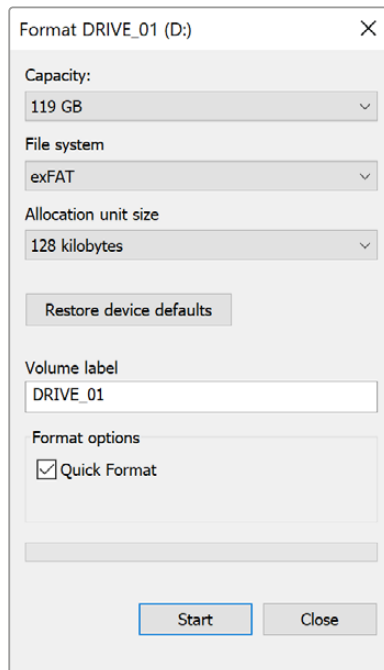 Format DRIVE_01 (D:)
Capacity:
119 GB
File system
exFAT
Allocation unit size
128 kilobytes
Restore device defaults
Volume label
DRIVE_01
Format options
Quick Format
Start
Close